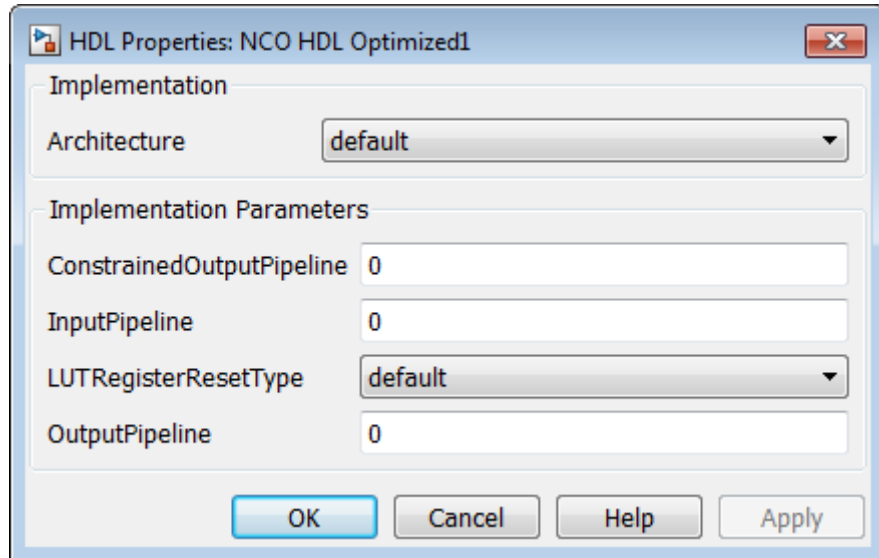 HDL Properties: NCO HDL Optimized1
Implementation
Architecture default
Implementation Parameters
ConstrainedOutputPipeline 0
InputPipeline 0
LUTRegisterResetType default
OutputPipeline 0
OK Cancel Help Apply